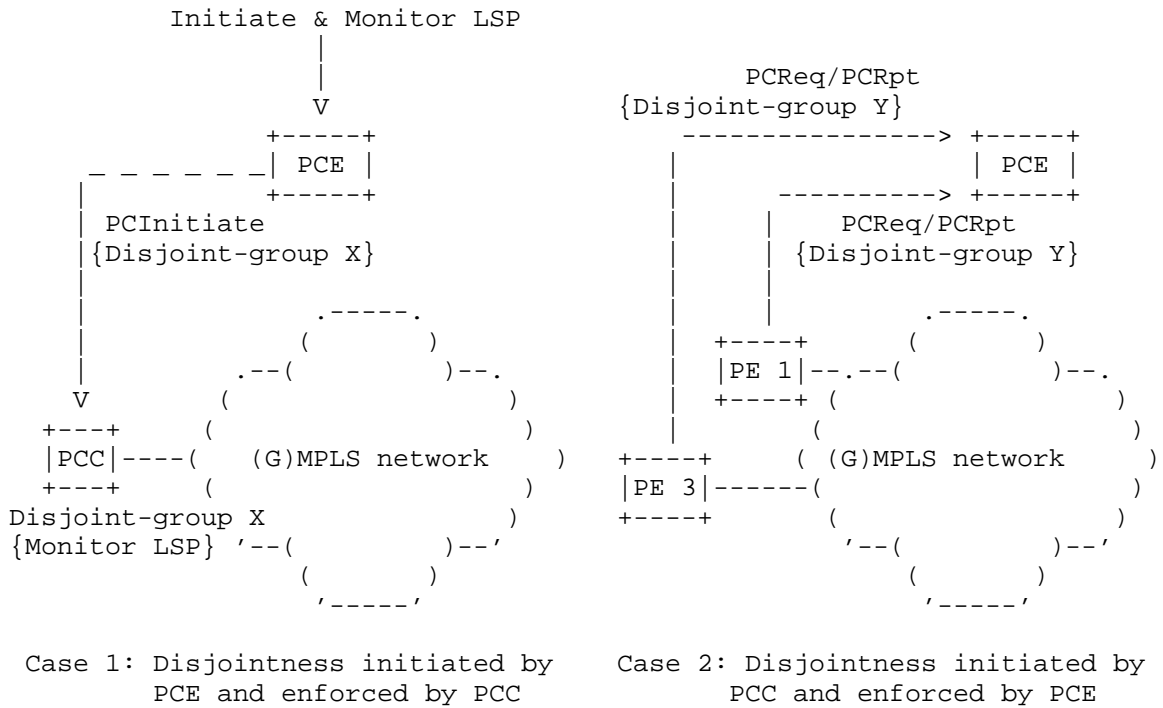 Initiate & Monitor LSP
PCReq/PCRpt
{Disjoint-group Y}
PCE
PCE
PCInitiate
{Disjoint-group X}
PCReq/PCRpt
{Disjoint-group Y}
PE 1
PCC
(G)MPLS network
(G)MPLS network
PE 3
Disjoint-group X
{Monitor LSP}
Case 1: Disjointness initiated by
PCE and enforced by PCC
Case 2: Disjointness initiated by
PCC and enforced by PCE